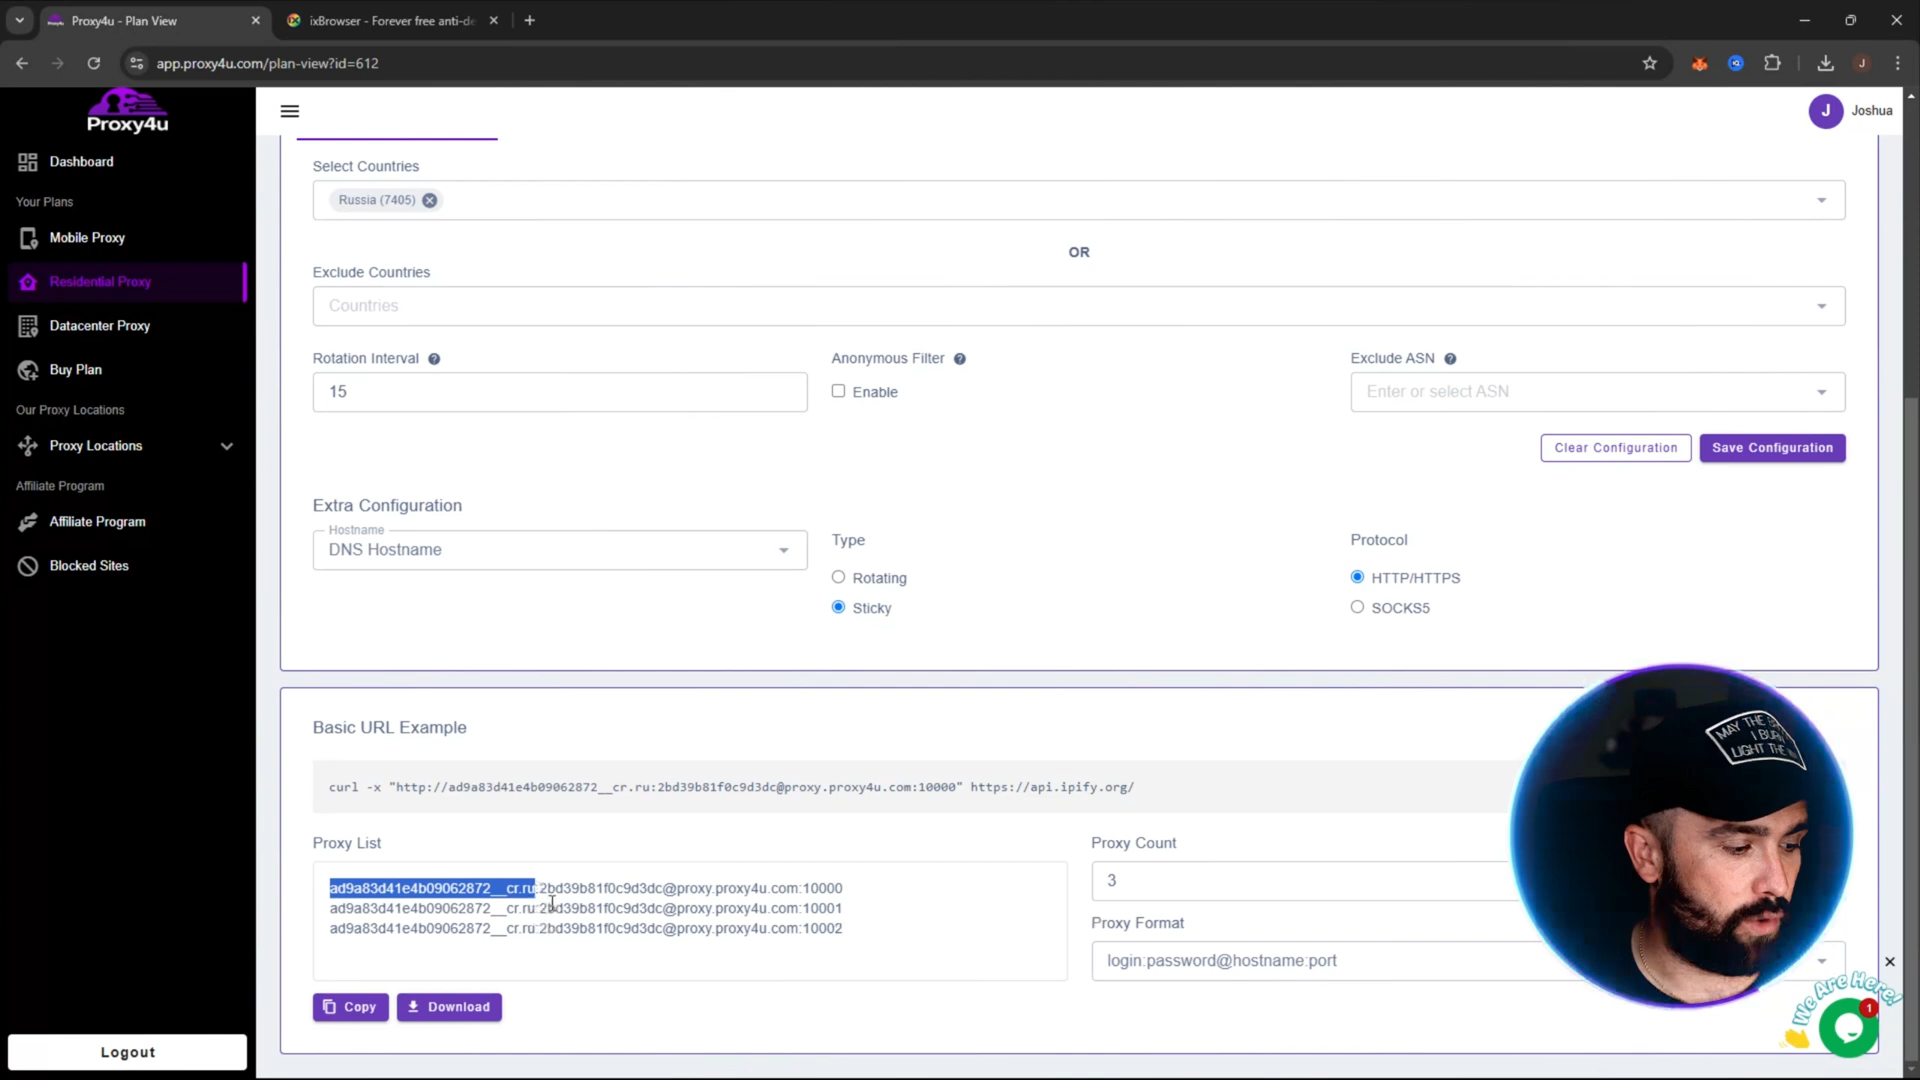 Proxy4u - Plan View
ixBrowser - Forever free anti-de
app.proxy4u.com/plan-view?id=612
J
Proxy4u
J
Joshua
Dashboard
Your Plans
Mobile Proxy
Residential Proxy
Datacenter Proxy
Buy Plan
Our Proxy Locations
Proxy Locations
Affiliate Program
Affiliate Program
Blocked Sites
Logout
Select Countries
Russia (7405)
OR
Exclude Countries
Countries
Rotation Interval
Anonymous Filter
Exclude ASN
15
Enable
Enter or select ASN
Clear Configuration
Save Configuration
Extra Configuration
Hostname
DNS Hostname
Type
Rotating
Sticky
Protocol
HTTP/HTTPS
SOCKS5
Basic URL Example
curl -x "http://ad9a83d41e4b09062872__cr.ru:2bd39b81f0c9d3dc@proxy.proxy4u.com:10000" https://api.ipify.org/
Proxy List
ad9a83d41e4b09062872__cr.ru:2bd39b81f0c9d3dc@proxy.proxy4u.com:10000
ad9a83d41e4b09062872__cr.ru:2bd39b81f0c9d3dc@proxy.proxy4u.com:10001
ad9a83d41e4b09062872__cr.ru:2bd39b81f0c9d3dc@proxy.proxy4u.com:10002
Copy
Download
Proxy Count
3
Proxy Format
login:password@hostname:port
MAY THE
I BURN
LIGHT THE
We Are Here!
1